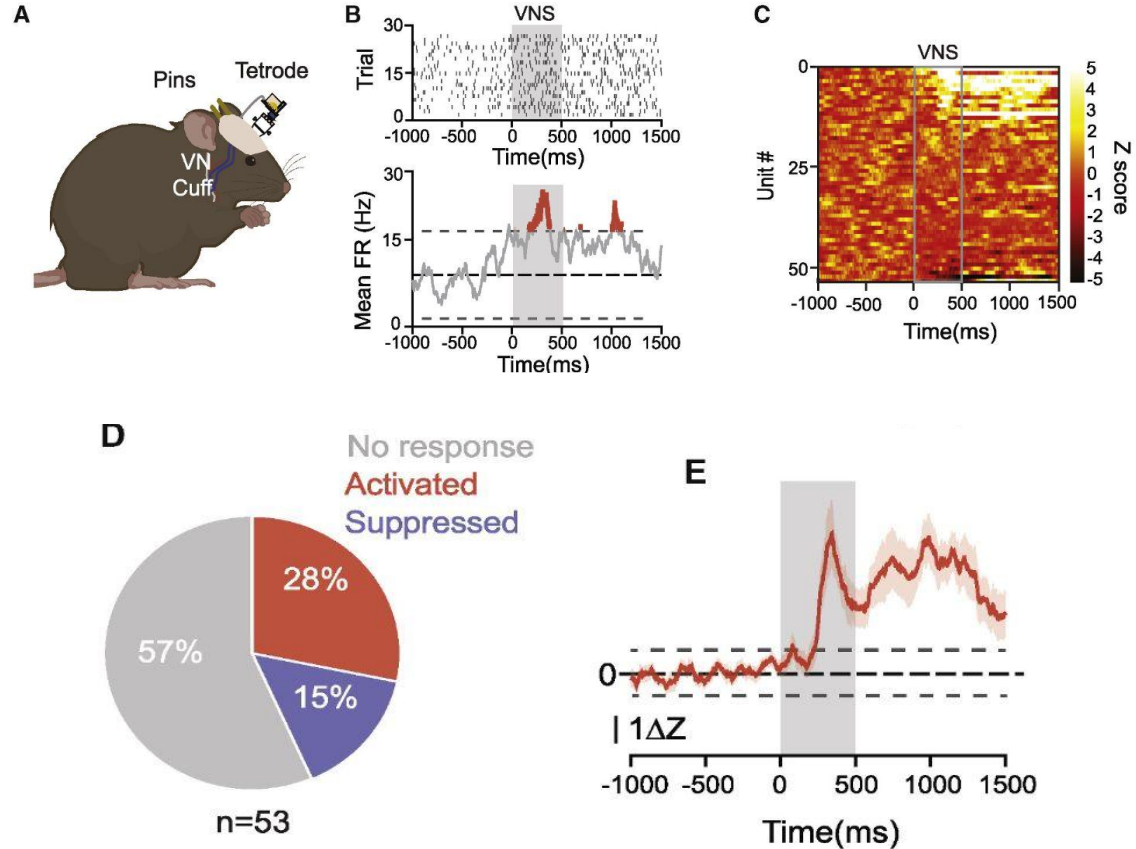 A
Pins
Tetrode
VN
Cuff
B
VNS
30
15
0
Trial
-1000 -500 0 500 1000 1500
Time(ms)
30
15
0
Mean FR (Hz)
-1000 -500 0 500 1000 1500
Time(ms)
C
VNS
0
25
50
Unit #
-1000 -500 0 500 1000 1500
Time(ms)
5
4
3
2
1
0
-1
-2
-3
-4
-5
Z score
D
No response
Activated
Suppressed
28%
57%
15%
n=53
E
0
1ΔZ
-1000 -500 0 500 1000 1500
Time(ms)